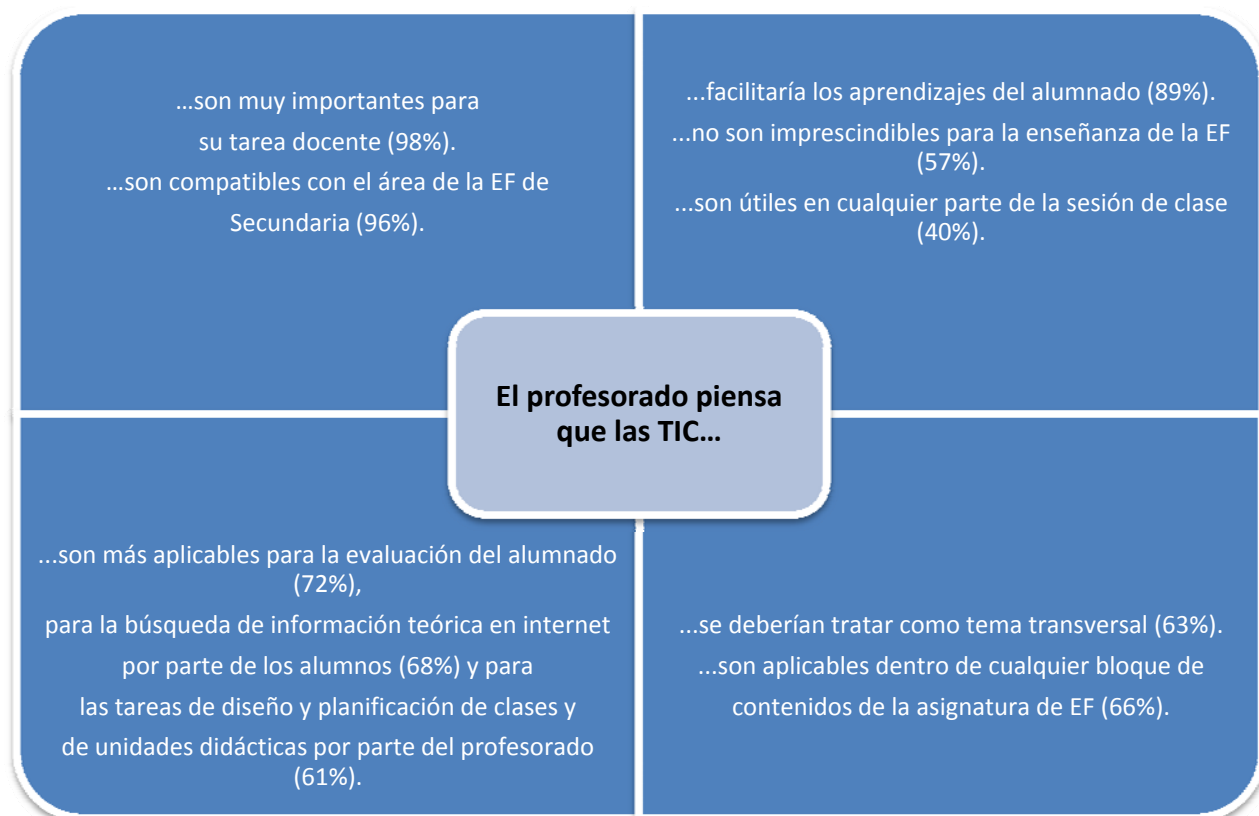 ...son muy importantes para
su tarea docente (98%).
...son compatibles con el área de la EF de
Secundaria (96%).
...facilitaría los aprendizajes del alumnado (89%).
...no son imprescindibles para la enseñanza de la EF
(57%).
...son útiles en cualquier parte de la sesión de clase
(40%).
El profesorado piensa
que las TIC...
...son más aplicables para la evaluación del alumnado
(72%),
para la búsqueda de información teórica en internet
por parte de los alumnos (68%) y para
las tareas de diseño y planificación de clases y
de unidades didácticas por parte del profesorado
(61%).
...se deberían tratar como tema transversal (63%).
...son aplicables dentro de cualquier bloque de
contenidos de la asignatura de EF (66%).